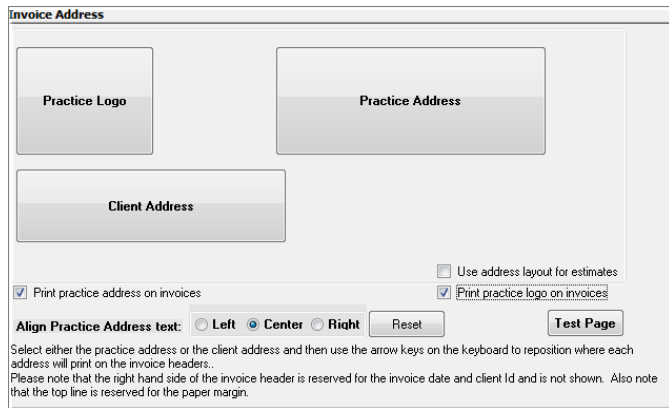 Invoice Address
Practice Logo
Practice Address
Client Address
Use address layout for estimates
Print practice address on invoices
Print practice logo on invoices
Align Practice Address text: Left Center Right Reset Test Page
Select either the practice address or the client address and then use the arrow keys on the keyboard to reposition where each
address will print on the invoice headers..
Please note that the right hand side of the invoice header is reserved for the invoice date and client Id and is not shown. Also note
that the top line is reserved for the paper margin.